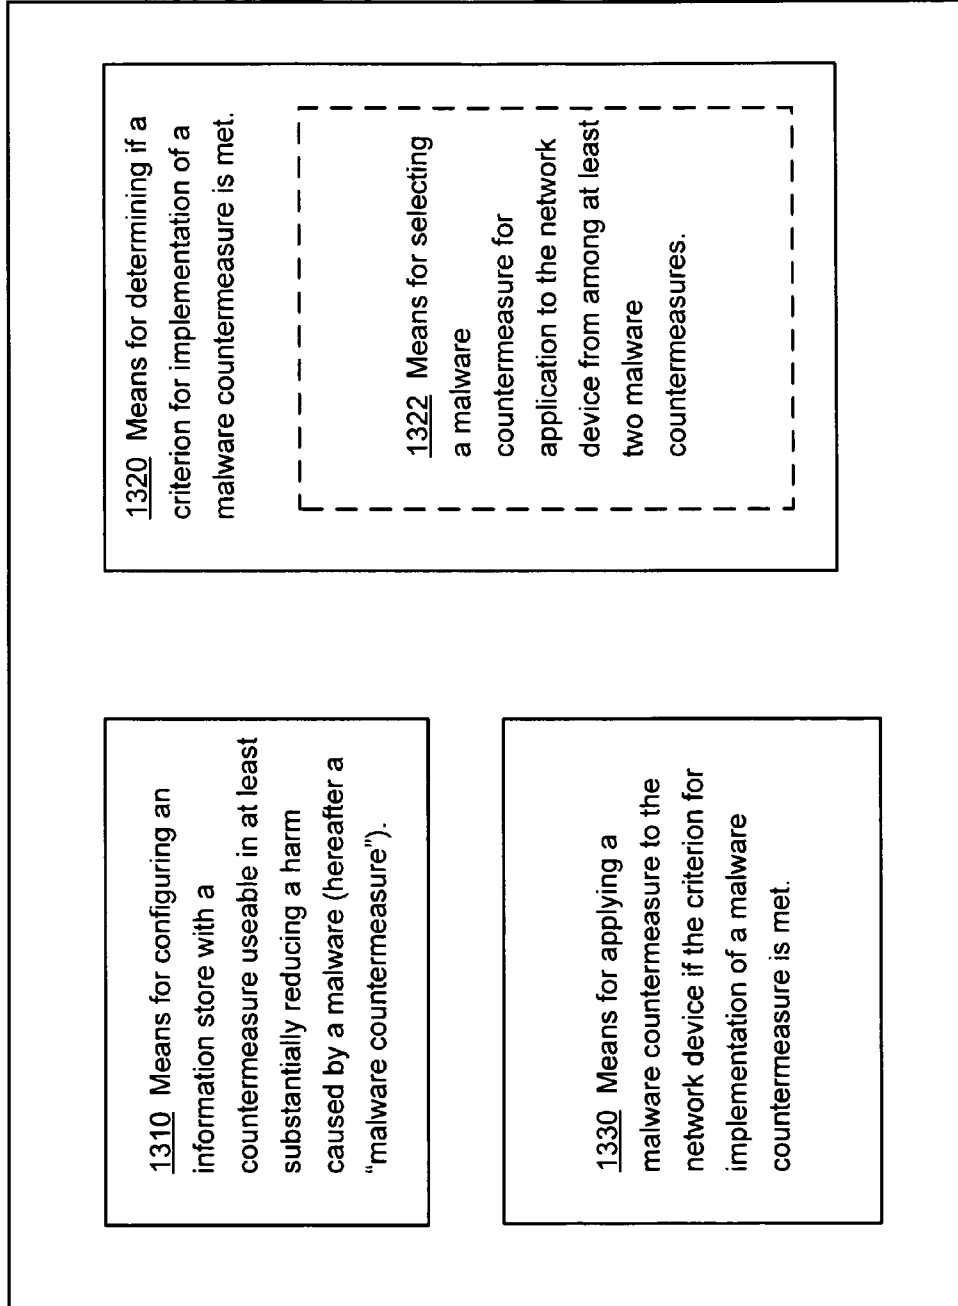 1310 Means for configuring an
information store with a
countermeasure useable in at least
substantially reducing a harm
caused by a malware (hereafter a
“malware countermeasure”).
1320 Means for determining if a
criterion for implementation of a
malware countermeasure is met.
1322 Means for selecting
a malware
countermeasure for
application to the network
device from among at least
two malware
countermeasures.
1330 Means for applying a
malware countermeasure to the
network device if the criterion for
implementation of a malware
countermeasure is met.